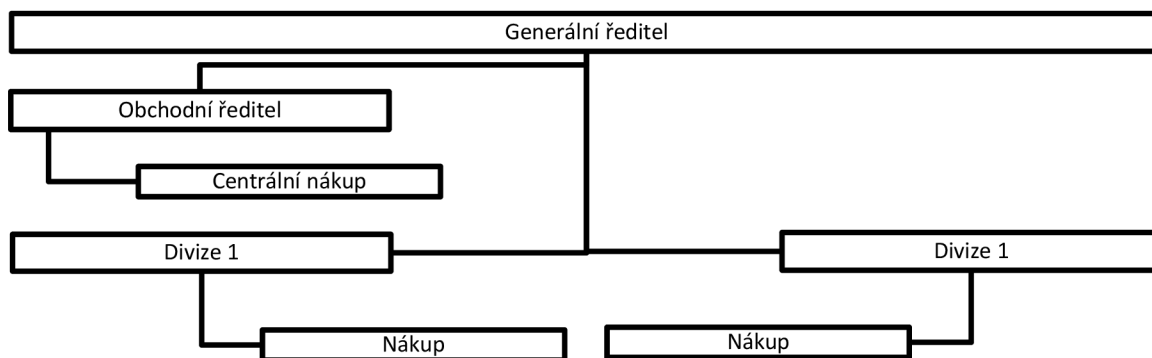 Generální ředitel
Obchodní ředitel
Centrální nákup
Divize 1
Divize 1
Nákup
Nákup